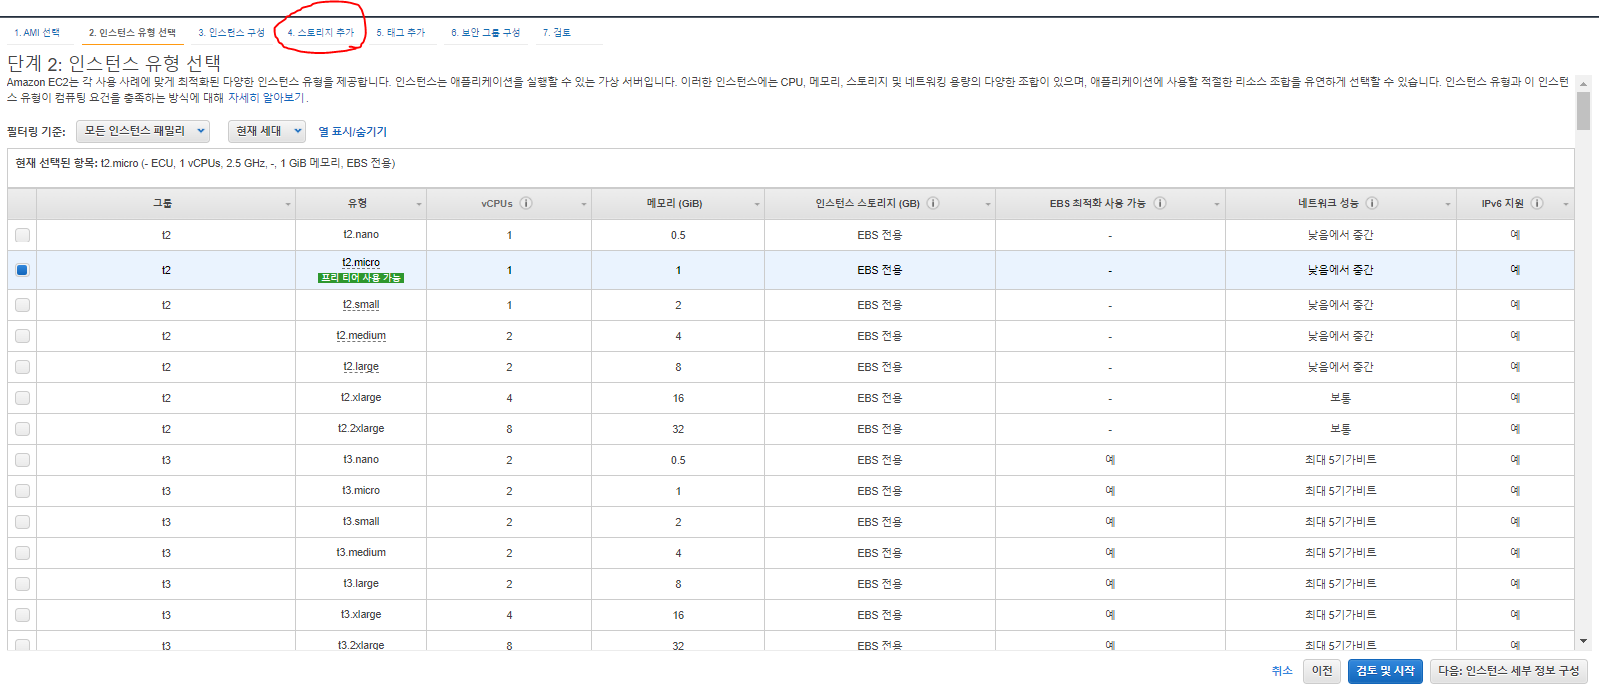 1. AMI 선택 2. 인스턴스 유형 선택 3. 인스턴스 구성 4. 스토리지 추가 5. 태그 추가 6. 보안 그룹 구성 7. 검토
단계 2: 인스턴스 유형 선택
Amazon EC2는 각 사용 사례에 맞게 최적화된 다양한 인스턴스 유형을 제공합니다. 인스턴스는 애플리케이션을 실행할 수 있는 가상 서버입니다. 이러한 인스턴스에는 CPU, 메모리, 스토리지 및 네트워킹 용량의 다양한 조합이 있으며, 애플리케이션에 사용할 적절한 리소스 조합을 유연하게 선택할 수 있습니다. 인스턴스 유형과 이 인스턴
스 유형이 컴퓨팅 요건을 충족하는 방식에 대해 자세히 알아보기.
필터링 기준: 모든 인스턴스 패밀리 현재 세대 열 표시/숨기기
현재 선택된 항목: t2.micro (- ECU, 1 vCPUs, 2.5 GHz, -, 1 GiB 메모리, EBS 전용)
그룹 유형 vCPUs 메모리 (GiB) 인스턴스 스토리지 (GB) EBS 최적화 사용 가능 네트워크 성능 IPv6 지원
t2 t2.nano 1 0.5 EBS 전용 - 낮음에서 중간 예
t2 t2.micro 1 1 EBS 전용 - 낮음에서 중간 예
프리 티어 사용 가능
t2 t2.small 1 2 EBS 전용 - 낮음에서 중간 예
t2 t2.medium 2 4 EBS 전용 - 낮음에서 중간 예
t2 t2.large 2 8 EBS 전용 - 낮음에서 중간 예
t2 t2.xlarge 4 16 EBS 전용 - 보통 예
t2 t2.2xlarge 8 32 EBS 전용 - 보통 예
t3 t3.nano 2 0.5 EBS 전용 예 최대 5기가비트 예
t3 t3.micro 2 1 EBS 전용 예 최대 5기가비트 예
t3 t3.small 2 2 EBS 전용 예 최대 5기가비트 예
t3 t3.medium 2 4 EBS 전용 예 최대 5기가비트 예
t3 t3.large 2 8 EBS 전용 예 최대 5기가비트 예
t3 t3.xlarge 4 16 EBS 전용 예 최대 5기가비트 예
t3 t3.2xlarge 8 32 EBS 전용 예 최대 5기가비트 예
취소 이전 검토 및 시작 다음: 인스턴스 세부 정보 구성